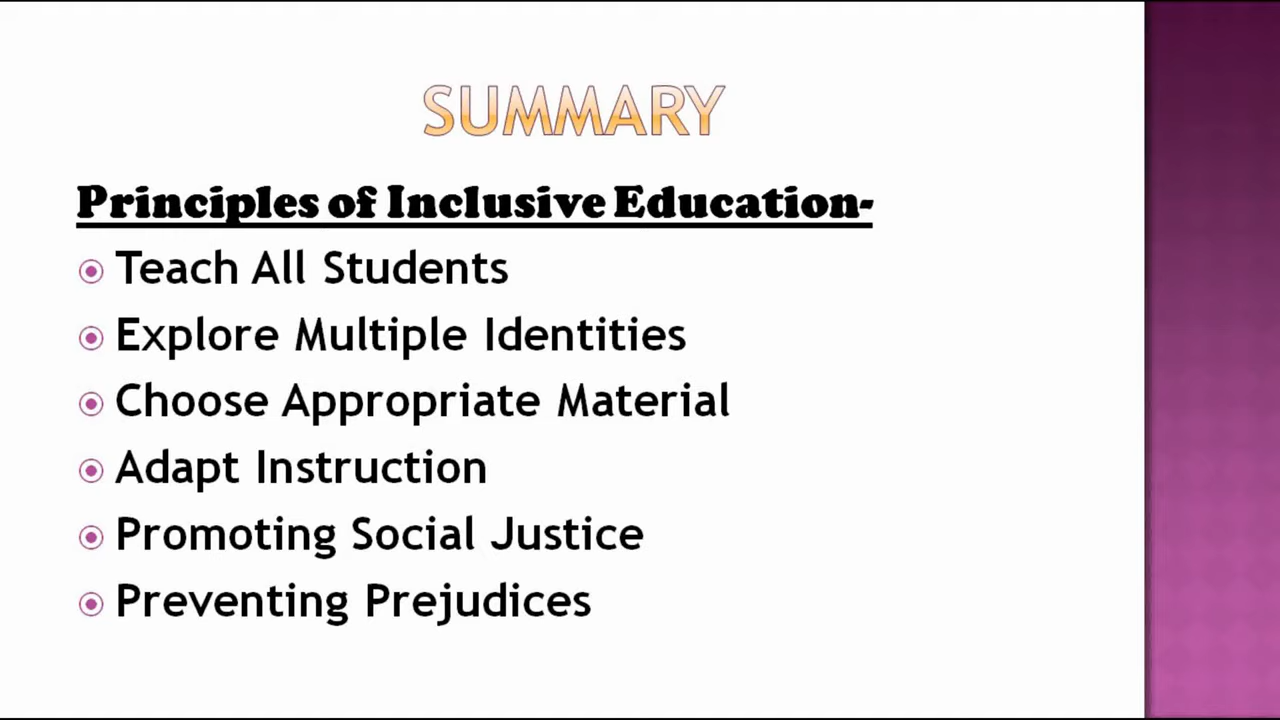 SUMMARY
Principles of Inclusive Education-
Teach All Students
Explore Multiple Identities
Choose Appropriate Material
Adapt Instruction
Promoting Social Justice
Preventing Prejudices